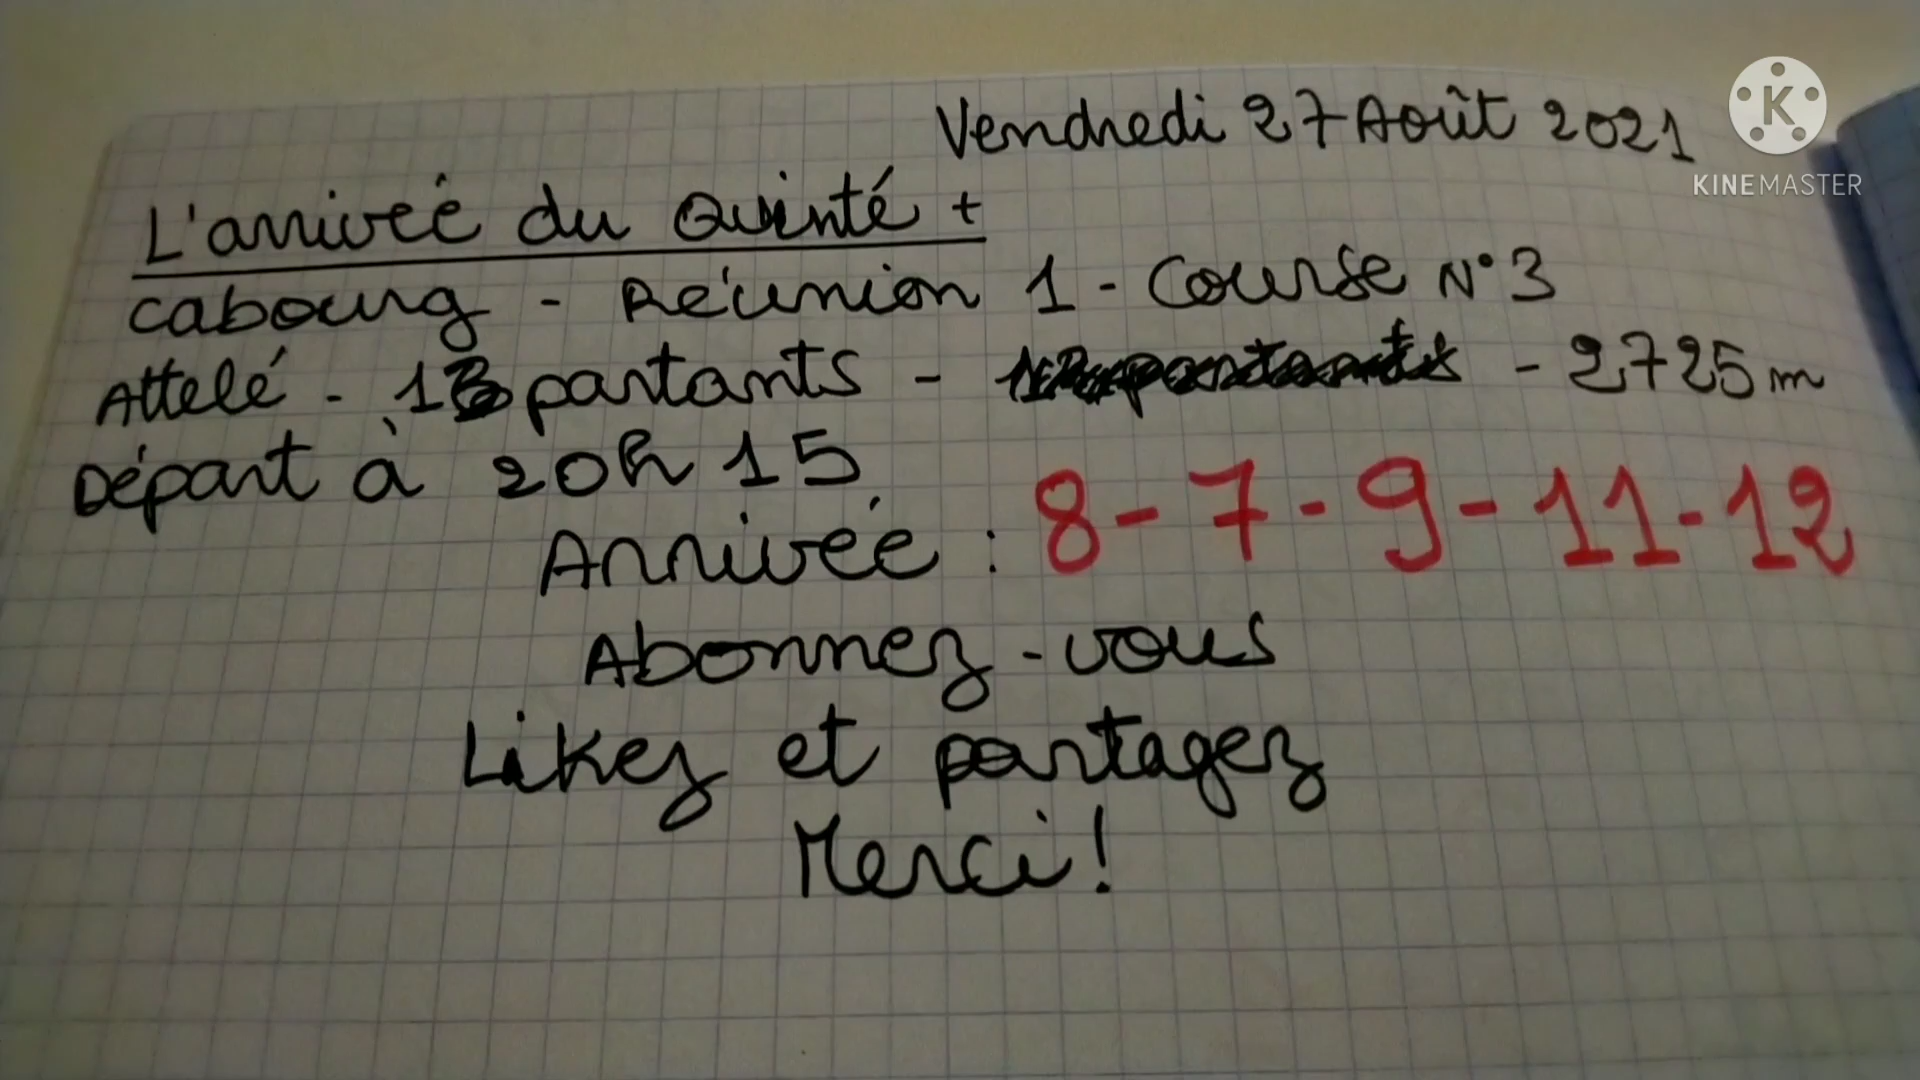 Vendredi 27 Août 2021
KINEMASTER
L'arrivée du Quinté +
Cabourg - Réunion 1 - Course N°3
Attelé - 13 partants - - 2725m
Départ à 20h15
Arrivée : 8-7-9-11-12
Abonnez-vous
Likez et partagez
Merci!